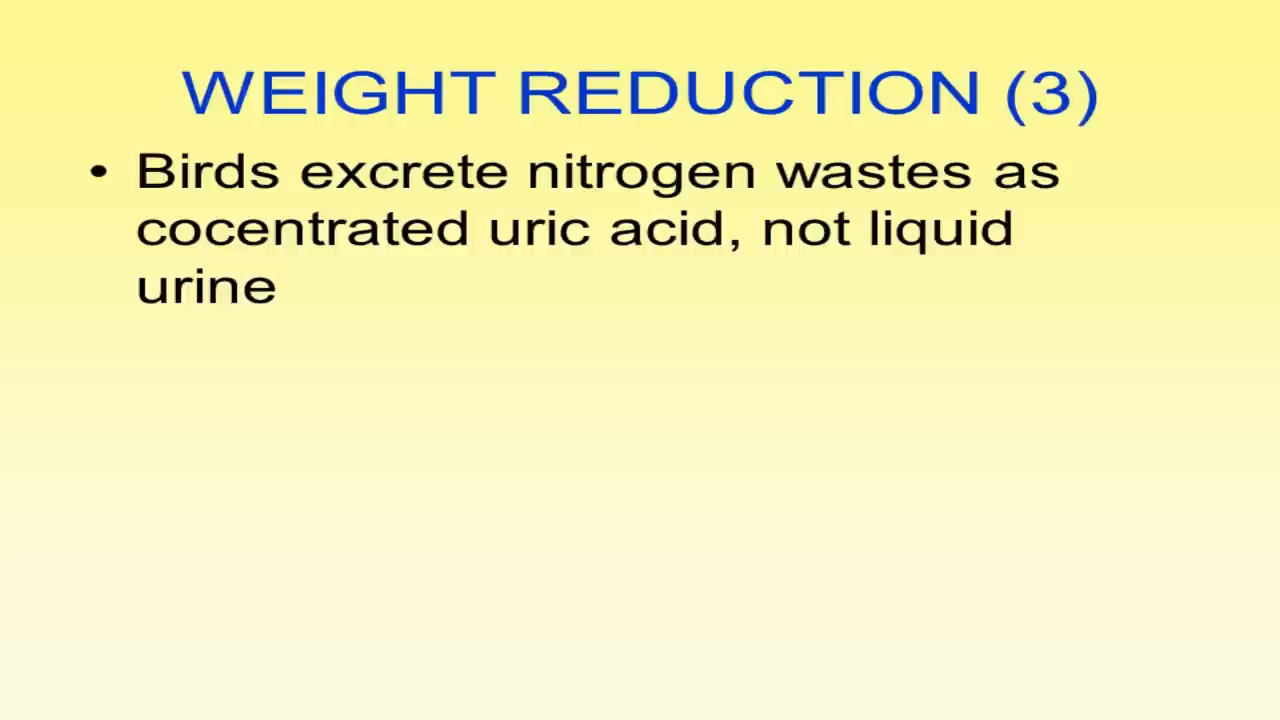 WEIGHT REDUCTION (3)
• Birds excrete nitrogen wastes as
cocentrated uric acid, not liquid
urine